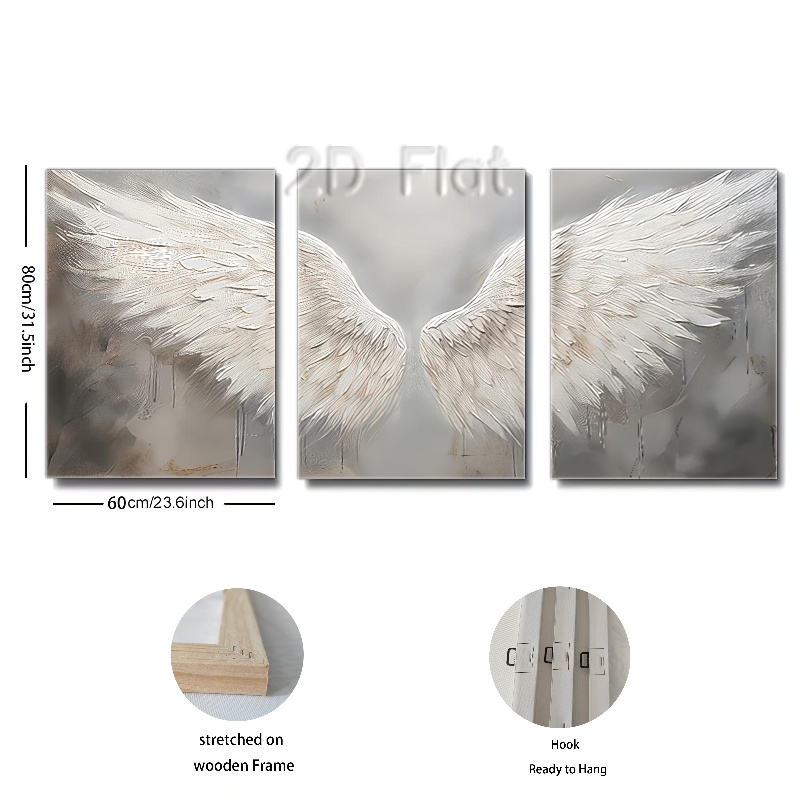 2D Flat
80cm/31.5inch
60cm/23.6inch
stretched on
wooden Frame
Hook
Ready to Hang